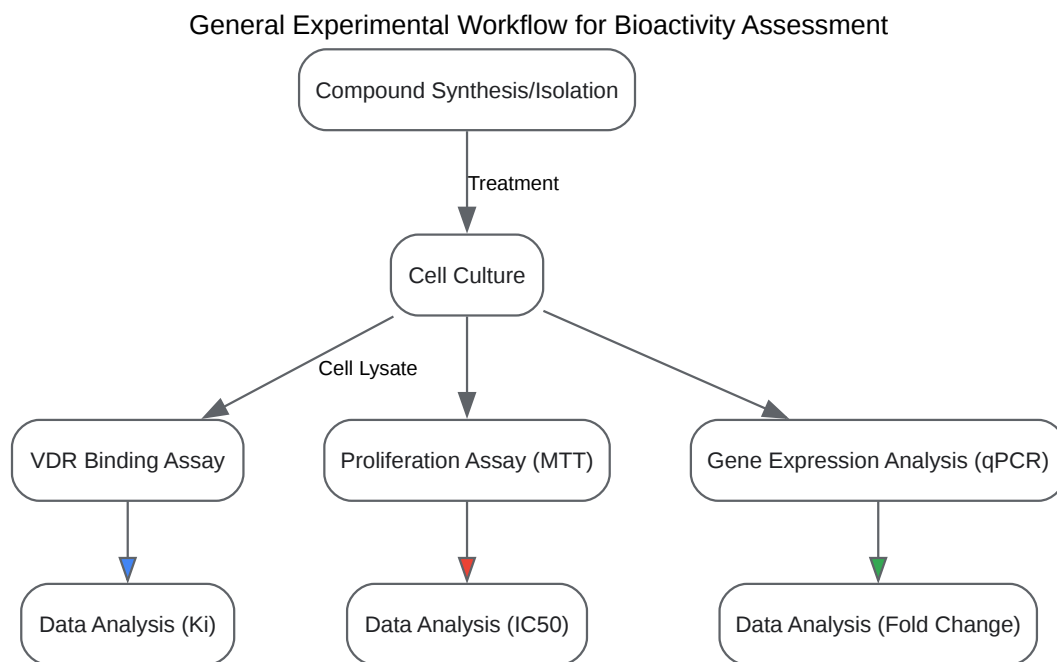 General Experimental Workflow for Bioactivity Assessment
Compound Synthesis/Isolation
Treatment
Cell Culture
Cell Lysate
VDR Binding Assay
Proliferation Assay (MTT)
Gene Expression Analysis (qPCR)
Data Analysis (Ki)
Data Analysis (IC50)
Data Analysis (Fold Change)